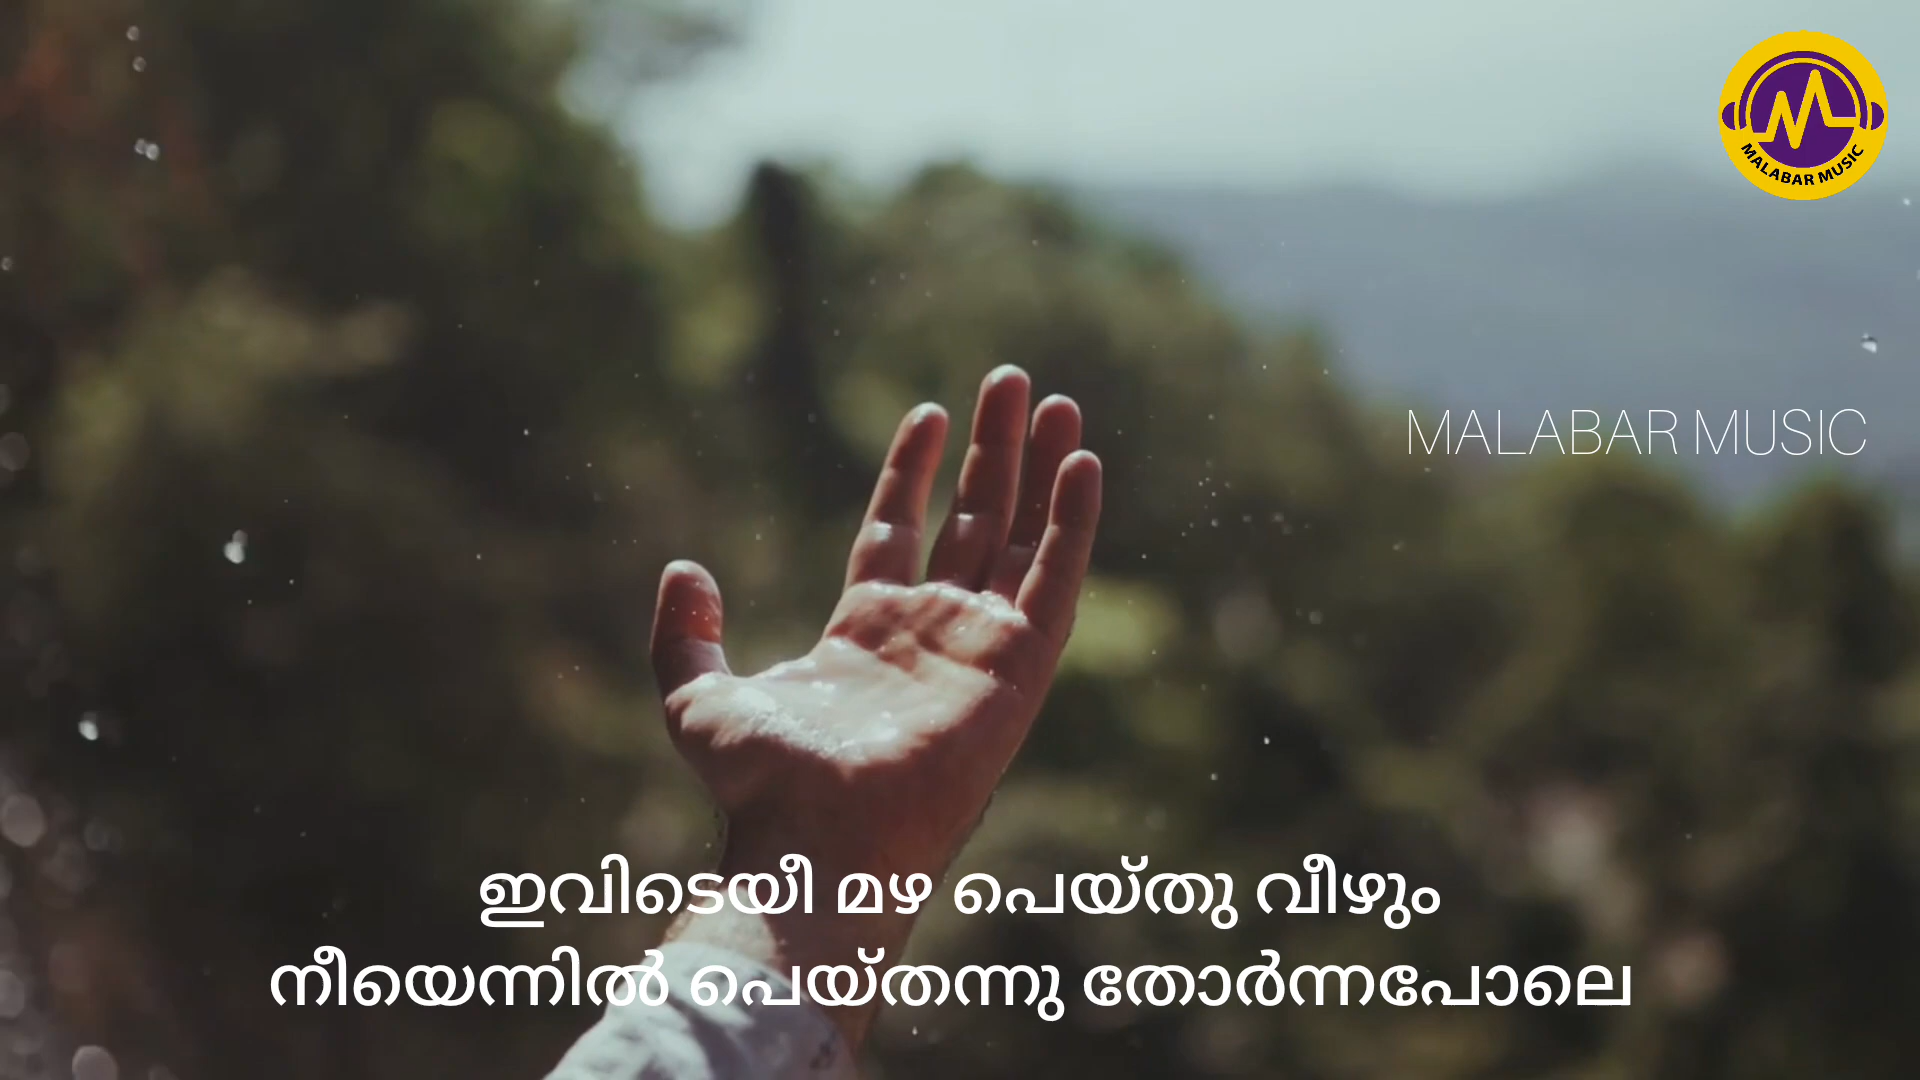 MALABAR MUSIC
MALABAR MUSIC
ഇവിടെയീ മഴ പെയ്തു വീഴും
നീയെന്നിൽ പെയ്തന്നു തോർന്നപോലെ